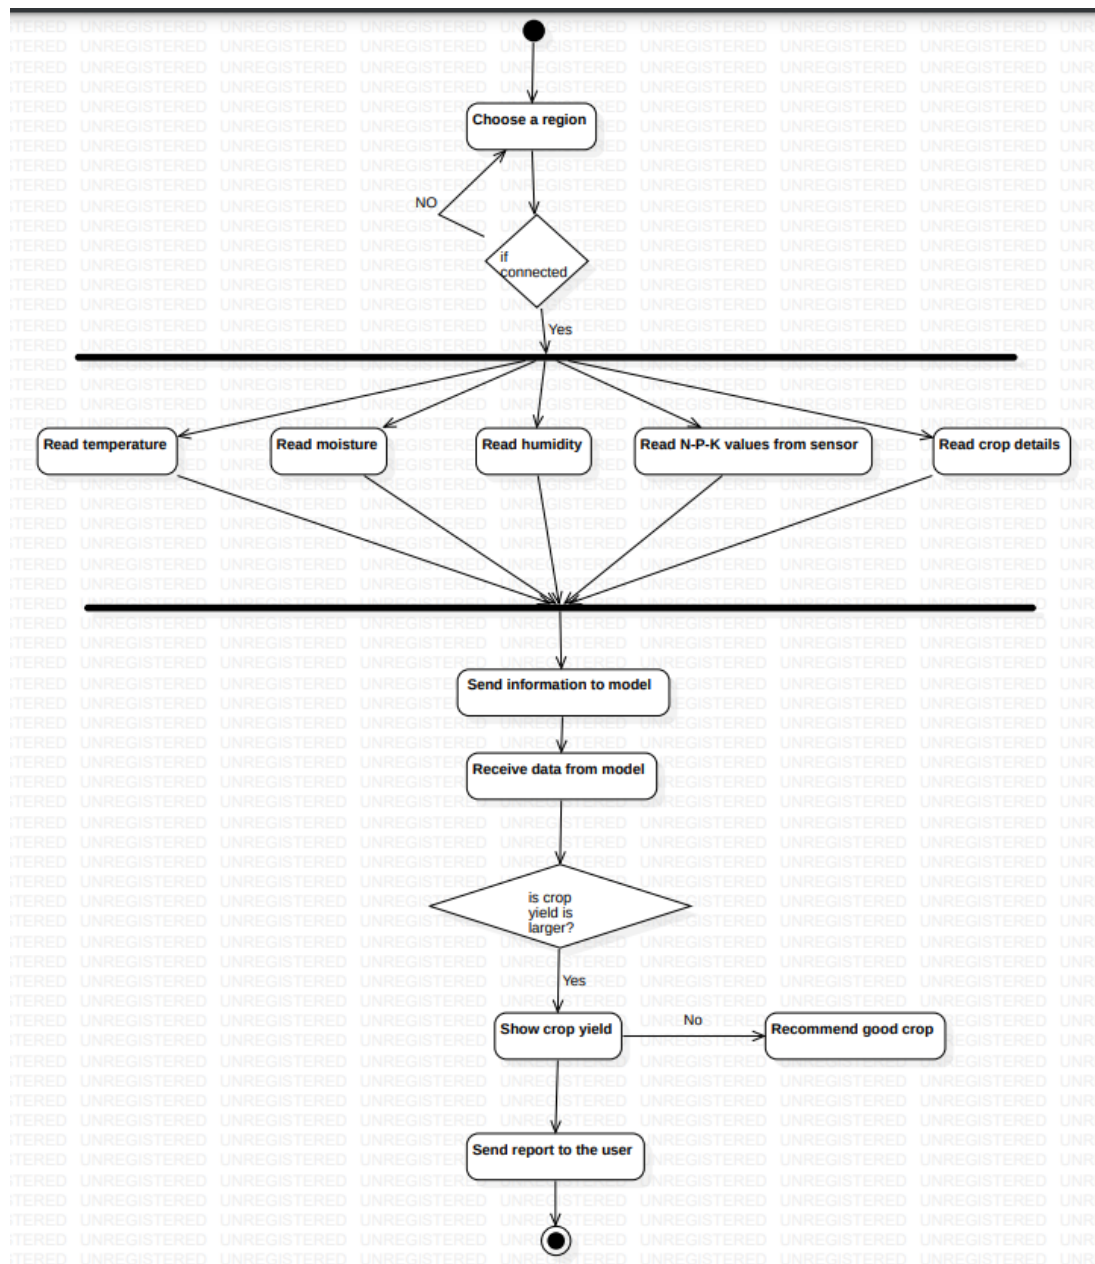 Choose a region
NO
if
connected
Yes
Read temperature
Read moisture
Read humidity
Read N-P-K values from sensor
Read crop details
Send information to model
Receive data from model
is crop
yield is
larger?
Yes
Show crop yield
No
Recommend good crop
Send report to the user
UNREGISTERED